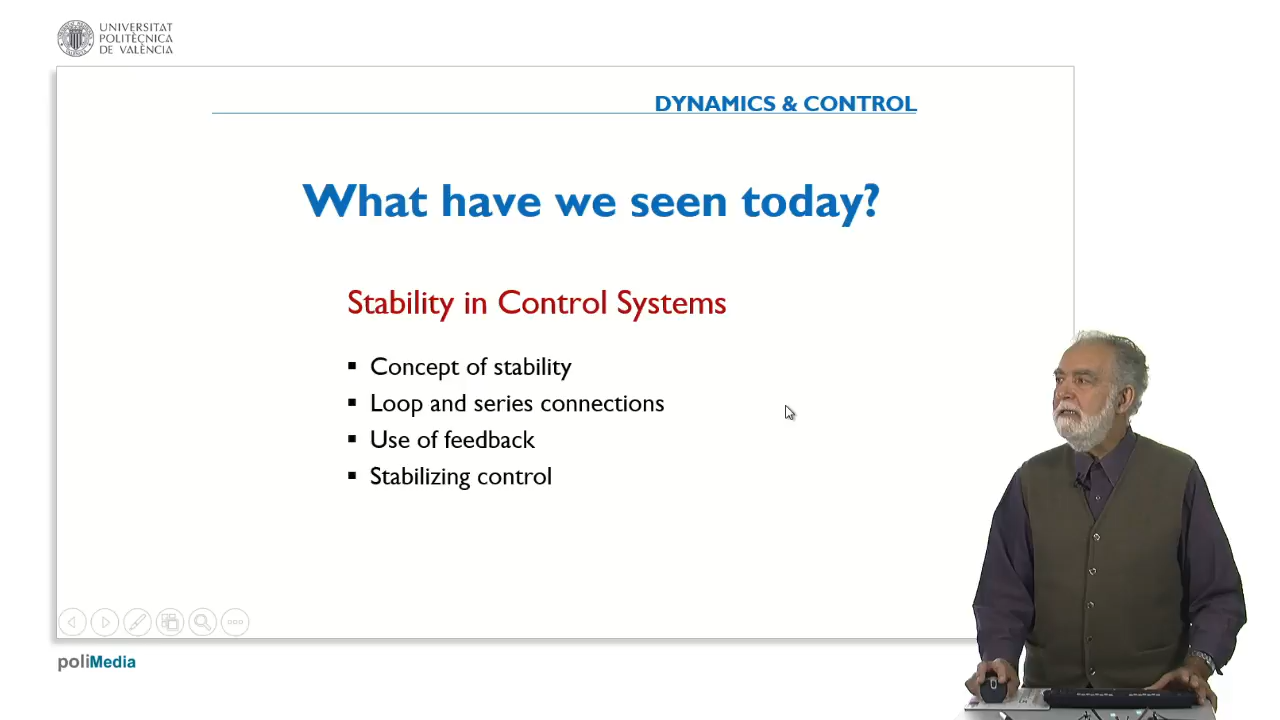 UNIVERSITAT
POLITÈCNICA
DE VALÈNCIA
DYNAMICS & CONTROL
What have we seen today?
Stability in Control Systems
▪ Concept of stability
▪ Loop and series connections
▪ Use of feedback
▪ Stabilizing control
poliMedia